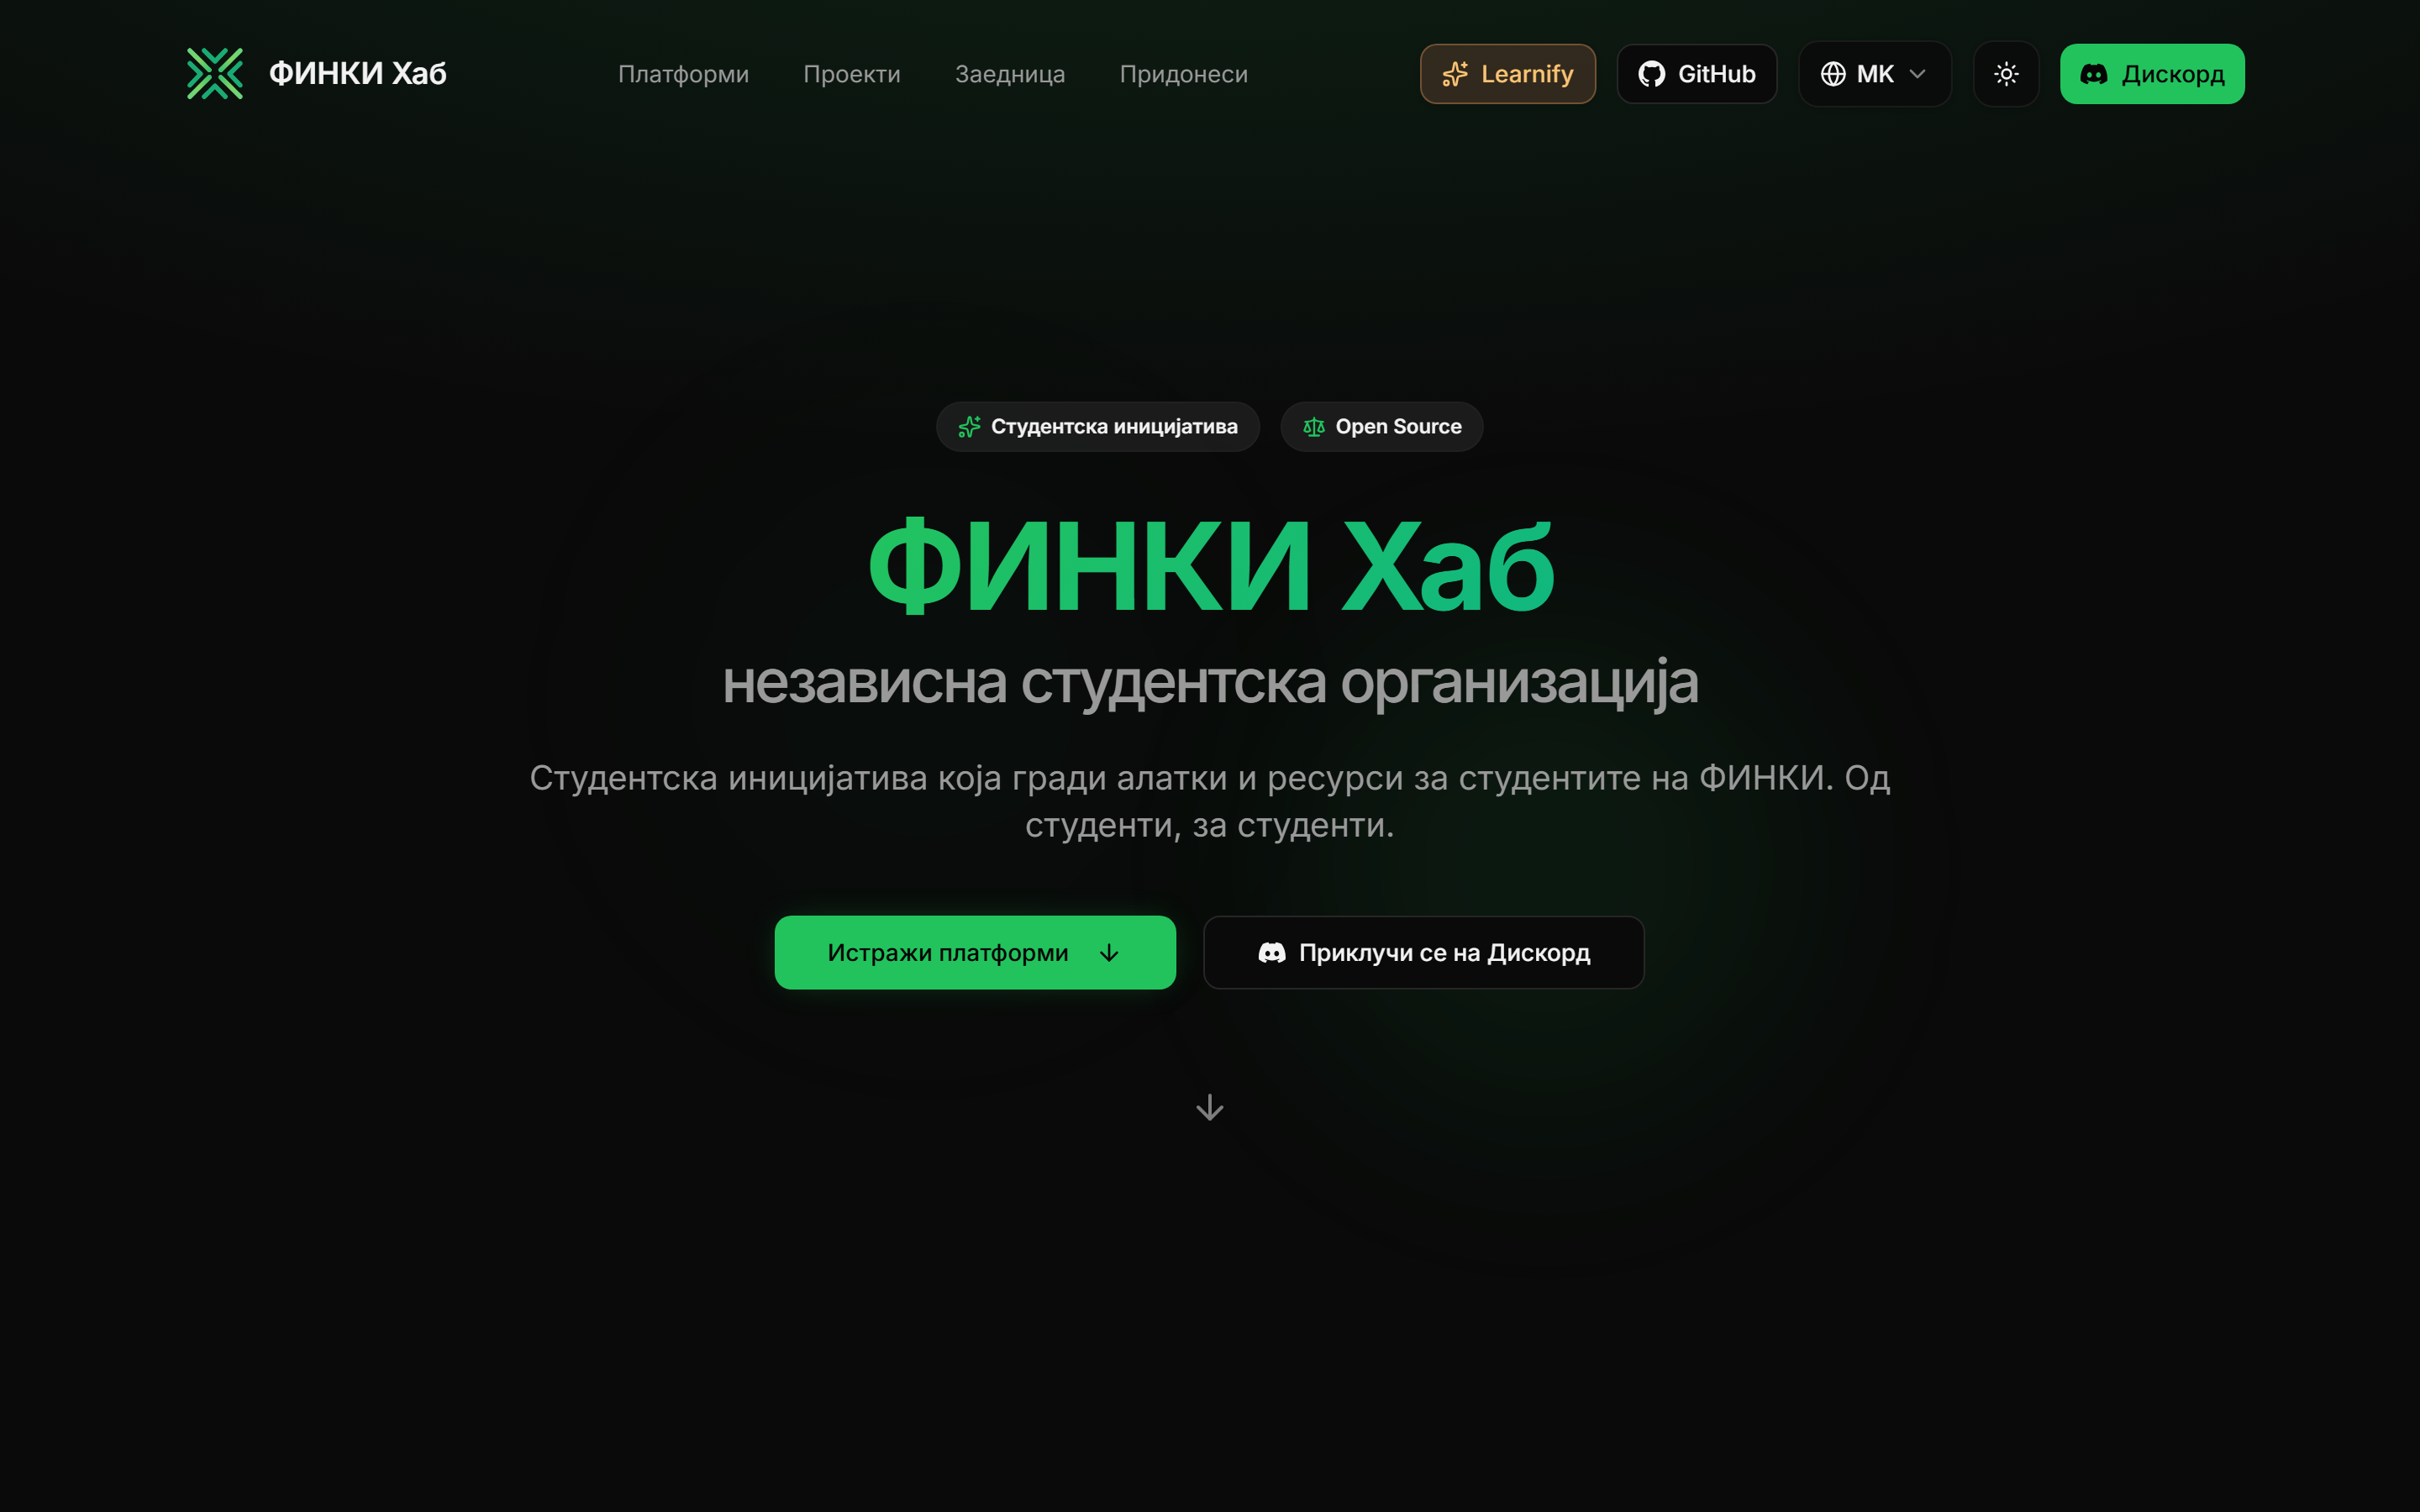 ФИНКИ Хаб
Платформи
Проекти
Заедница
Придонеси
Learnify
GitHub
МК
Дискорд
Студентска иницијатива
Open Source
ФИНКИ Хаб
независна студентска организација
Студентска иницијатива која гради алатки и ресурси за студентите на ФИНКИ. Од
студенти, за студенти.
Истражи платформи
Приклучи се на Дискорд